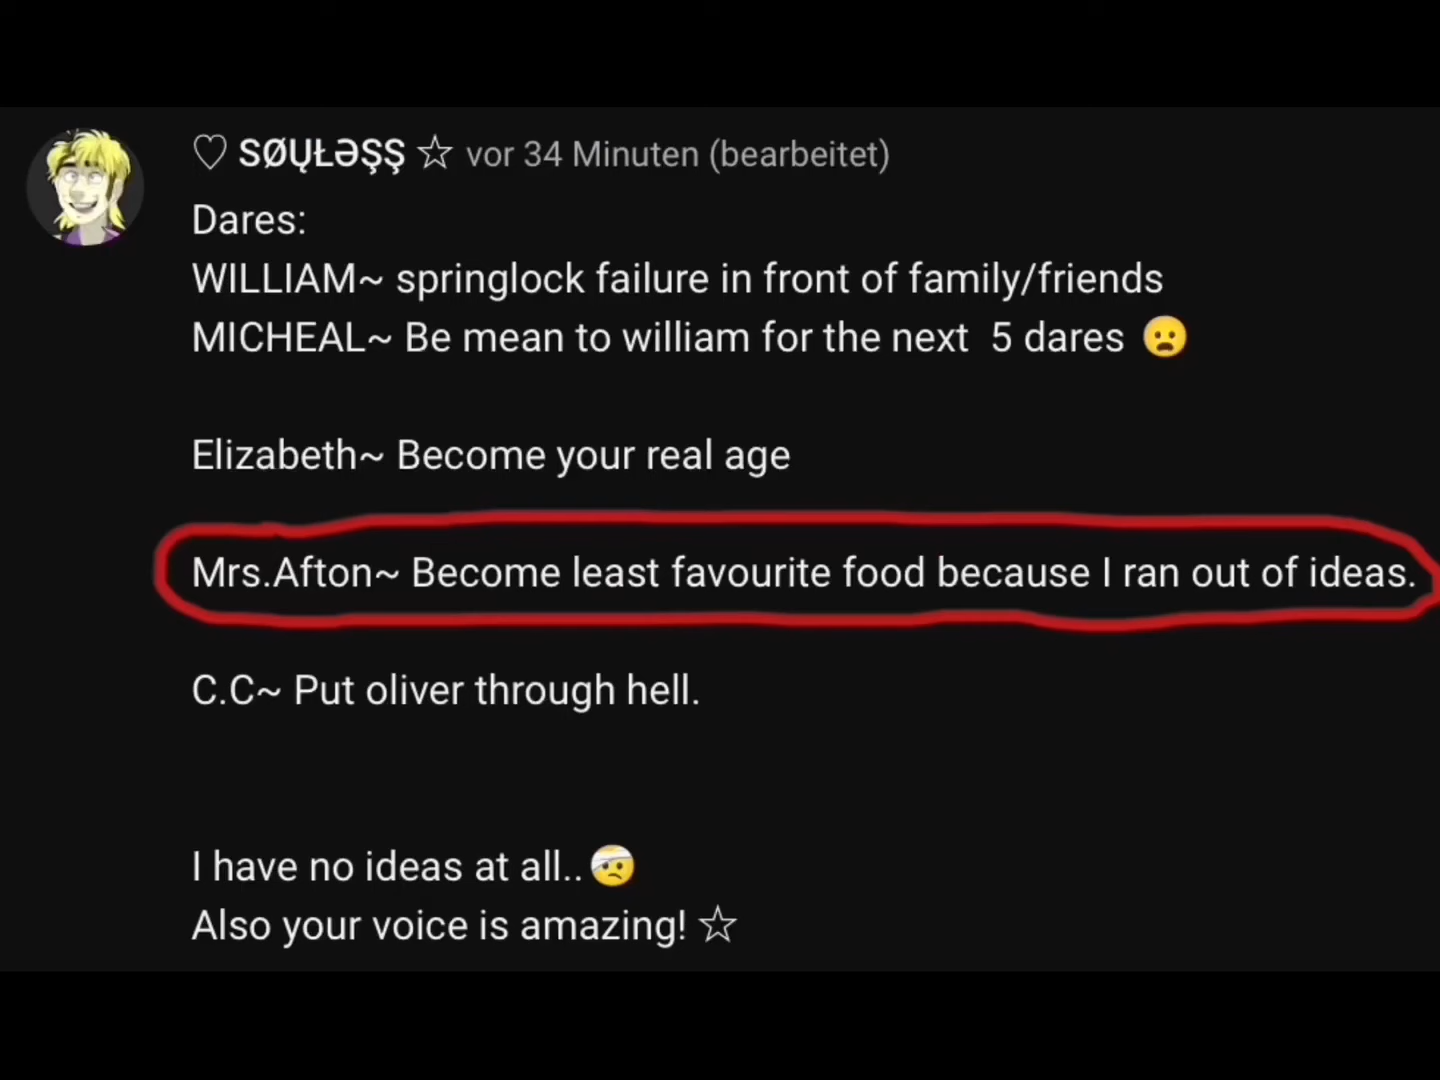 ♡ SØŲŁƏŞŞ ☆ vor 34 Minuten (bearbeitet)
Dares:
WILLIAM~ springlock failure in front of family/friends
MICHEAL~ Be mean to william for the next  5 dares 😦
Elizabeth~ Become your real age
Mrs.Afton~ Become least favourite food because I ran out of ideas.
C.C~ Put oliver through hell.
I have no ideas at all..🤕
Also your voice is amazing! ☆